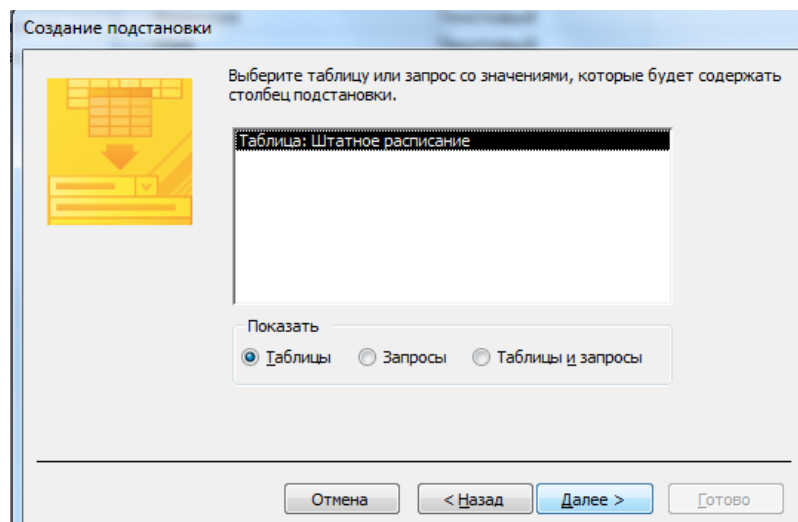 Создание подстановки
Выберите таблицу или запрос со значениями, которые будет содержать
столбец подстановки.
Таблица: Штатное расписание
Показать
Таблицы Запросы Таблицы и запросы
Отмена < Назад Далее > Готово